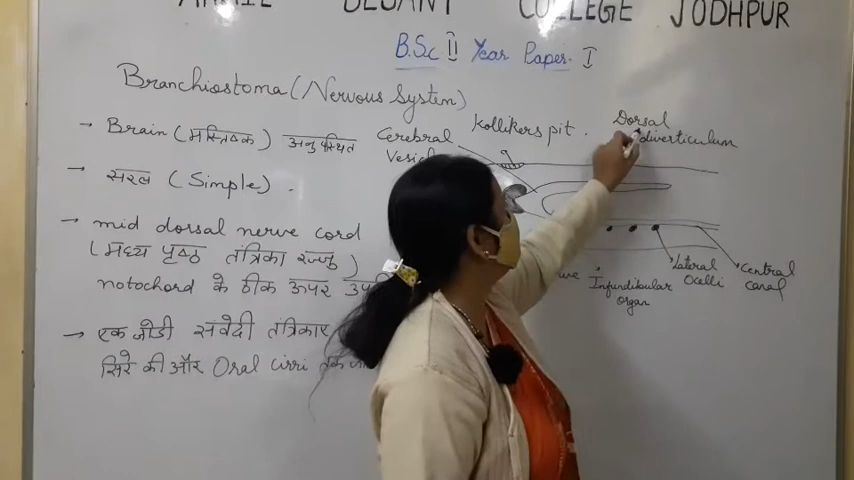 ANNIE BESANT COLLEGE JODHPUR
B.Sc II Year Paper- I
Branchiostoma (Nervous System)
→ Brain (मस्तिष्क) अनुपस्थित
→ सरल (Simple).
→ mid dorsal nerve cord
(मध्य पृष्ठ तंत्रिका रज्जु)
notochord के ठीक ऊपर
→ एक जोडी संवेदी तंत्रिकाए
सिरे की और Oral cirri तक
Cerebral
Kollikers pit.
Dorsal
diverticulum
Infundibular
organ
Lateral
Ocelli
Central
canal